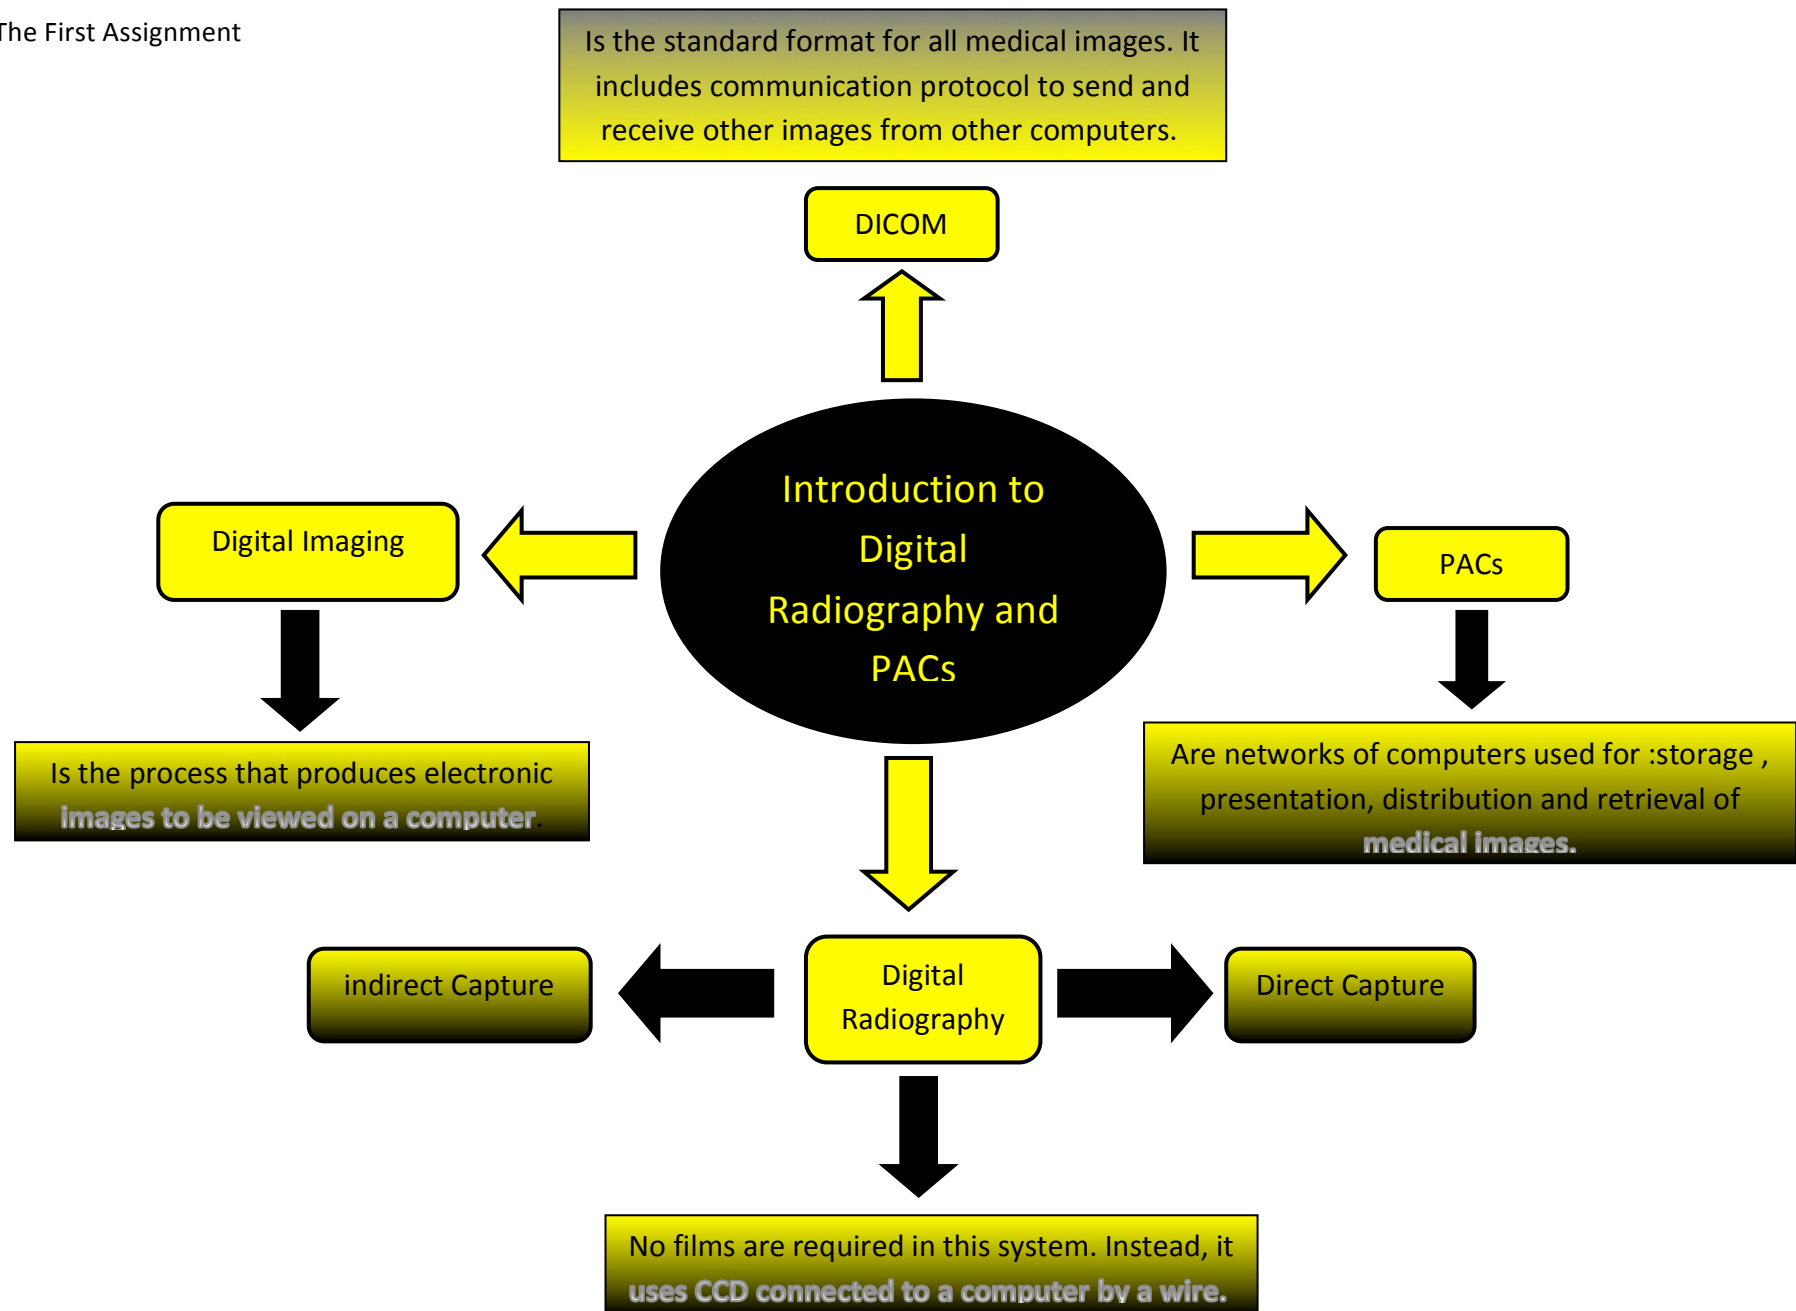 The First Assignment
Is the standard format for all medical images. It
includes communication protocol to send and
receive other images from other computers.
DICOM
Introduction to
Digital
Radiography and
PACs
Digital Imaging
PACs
Is the process that produces electronic
images to be viewed on a computer.
Are networks of computers used for :storage ,
presentation, distribution and retrieval of
medical images.
indirect Capture
Digital
Radiography
Direct Capture
No films are required in this system. Instead, it
uses CCD connected to a computer by a wire.